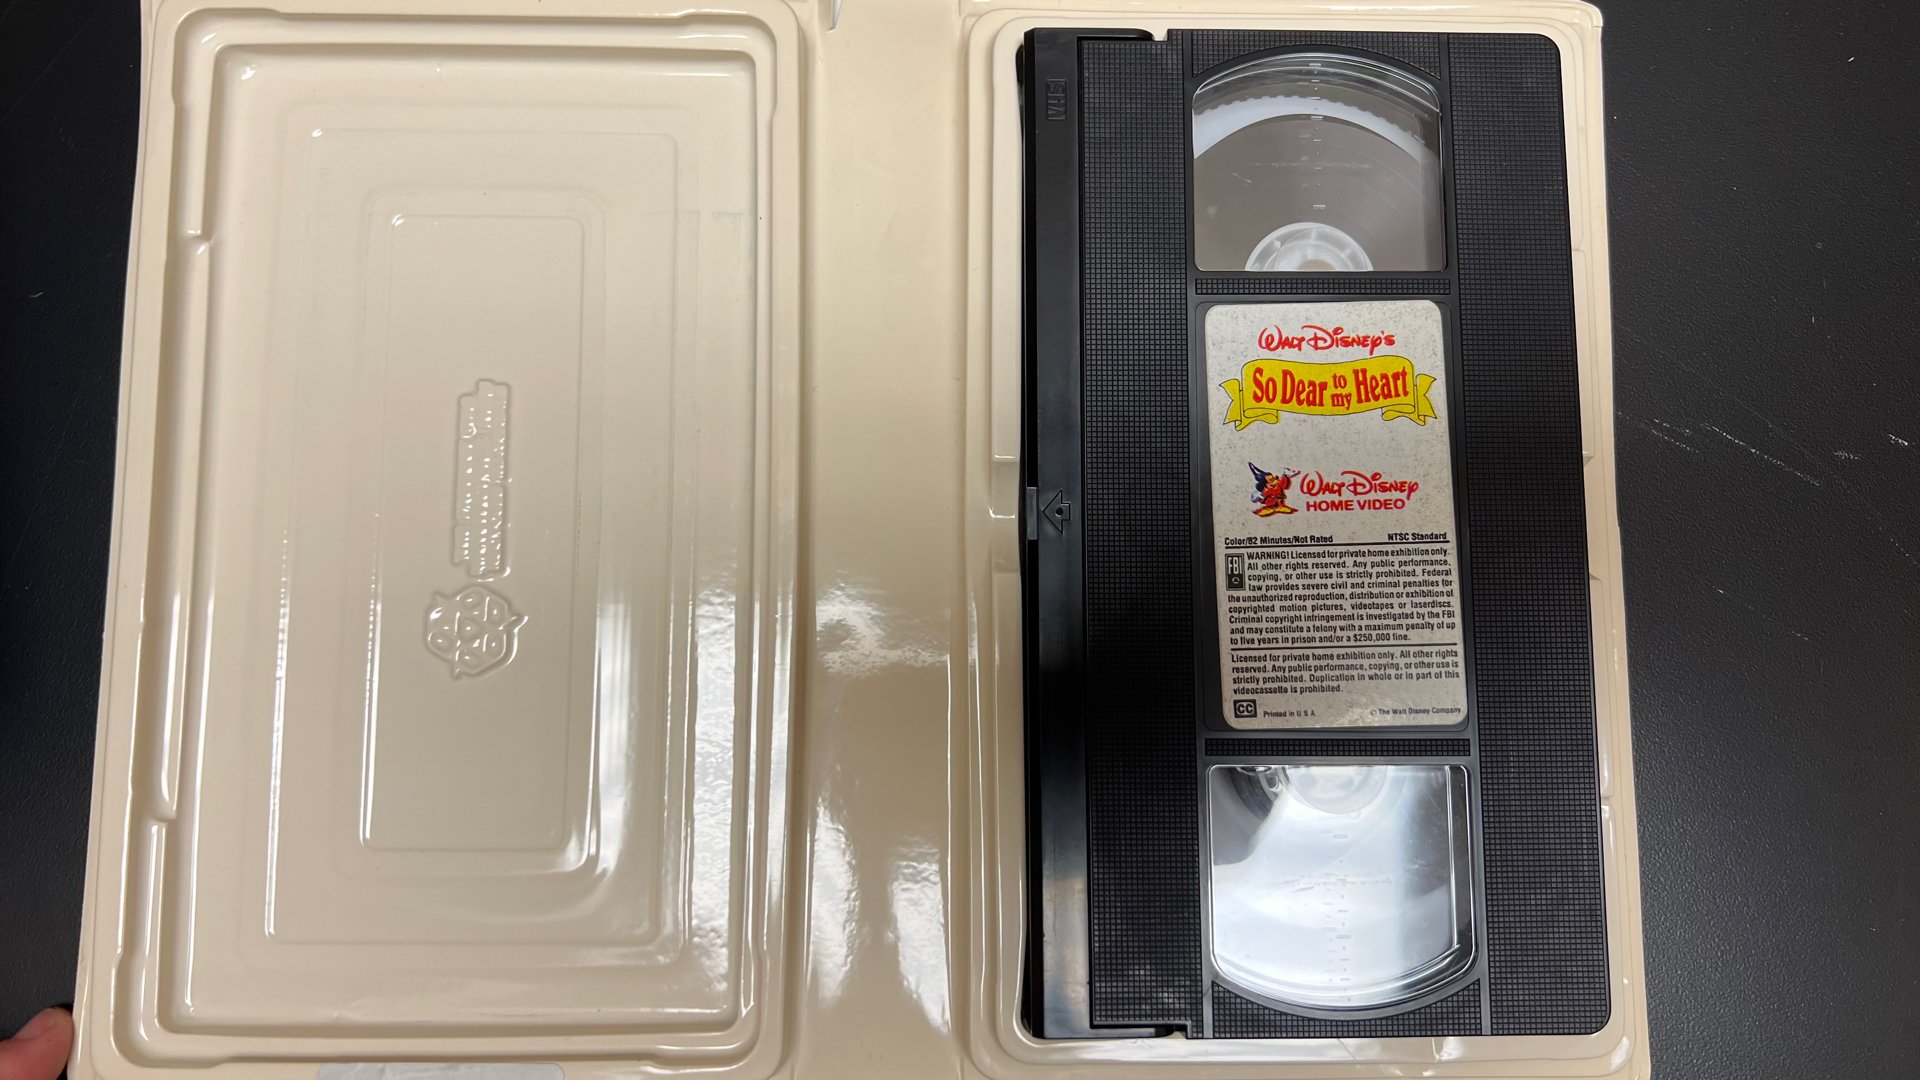 VHS
Walt Disney's
So Dear to my Heart
Walt Disney
HOME VIDEO
Color/82 Minutes/Not Rated NTSC Standard
FBI
WARNING! Licensed for private home exhibition only.
All other rights reserved. Any public performance,
copying, or other use is strictly prohibited. Federal
law provides severe civil and criminal penalties for
the unauthorized reproduction, distribution or exhibition of
copyrighted motion pictures, videotapes or laserdiscs.
Criminal copyright infringement is investigated by the FBI
and may constitute a felony with a maximum penalty of up
to five years in prison and/or a $250,000 fine.
Licensed for private home exhibition only. All other rights
reserved. Any public performance, copying, or other use is
strictly prohibited. Duplication in whole or in part of this
videocassette is prohibited.
CC Printed in U S A © The Walt Disney Company